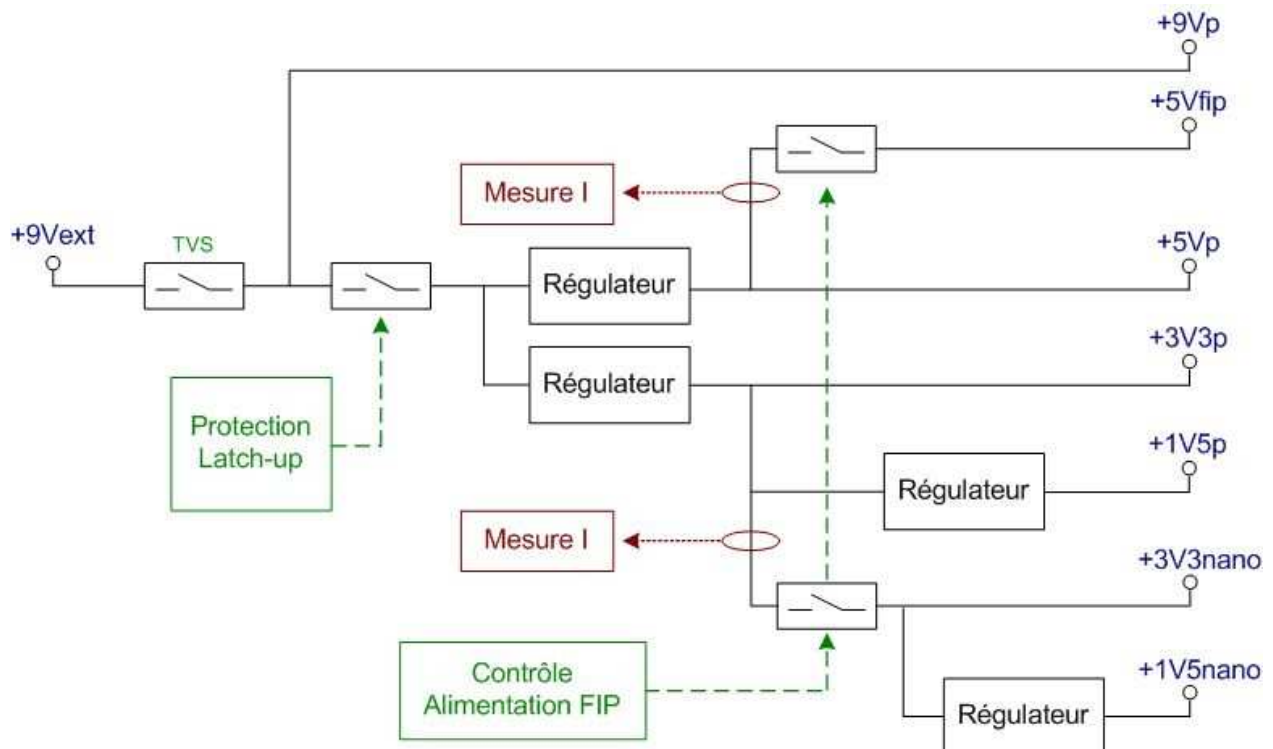 +9Vp
+5Vfip
Mesure I
+9Vext
TVS
+5Vp
Régulateur
+3V3p
Régulateur
Protection
Latch-up
+1V5p
Régulateur
Mesure I
+3V3nano
Contrôle
Alimentation FIP
+1V5nano
Régulateur